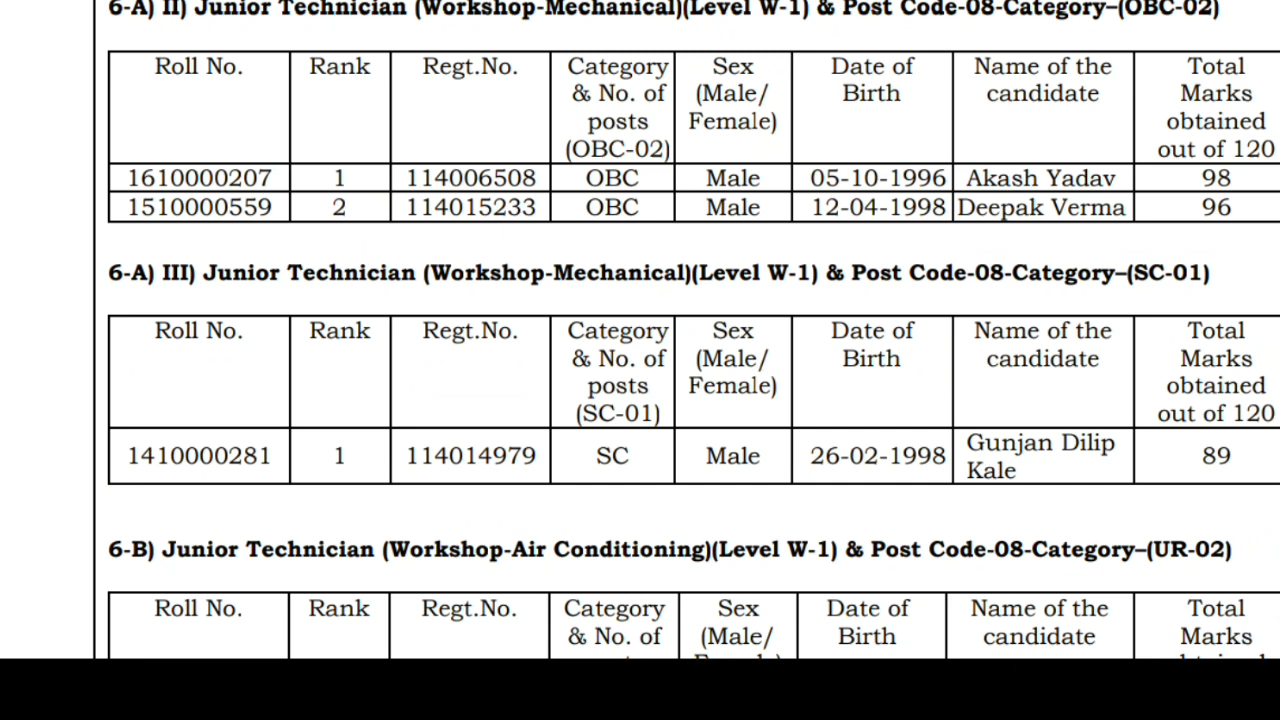 6-A) II) Junior Technician (Workshop-Mechanical)(Level W-1) & Post Code-08-Category–(OBC-02)
Roll No. Rank Regt.No. Category Sex Date of Name of the Total
& No. of (Male/ Birth candidate Marks
posts Female) obtained
(OBC-02) out of 120
1610000207 1 114006508 OBC Male 05-10-1996 Akash Yadav 98
1510000559 2 114015233 OBC Male 12-04-1998 Deepak Verma 96
6-A) III) Junior Technician (Workshop-Mechanical)(Level W-1) & Post Code-08-Category–(SC-01)
Roll No. Rank Regt.No. Category Sex Date of Name of the Total
& No. of (Male/ Birth candidate Marks
posts Female) obtained
(SC-01) out of 120
1410000281 1 114014979 SC Male 26-02-1998 Gunjan Dilip Kale 89
6-B) Junior Technician (Workshop-Air Conditioning)(Level W-1) & Post Code-08-Category–(UR-02)
Roll No. Rank Regt.No. Category Sex Date of Name of the Total
& No. of (Male/ Birth candidate Marks